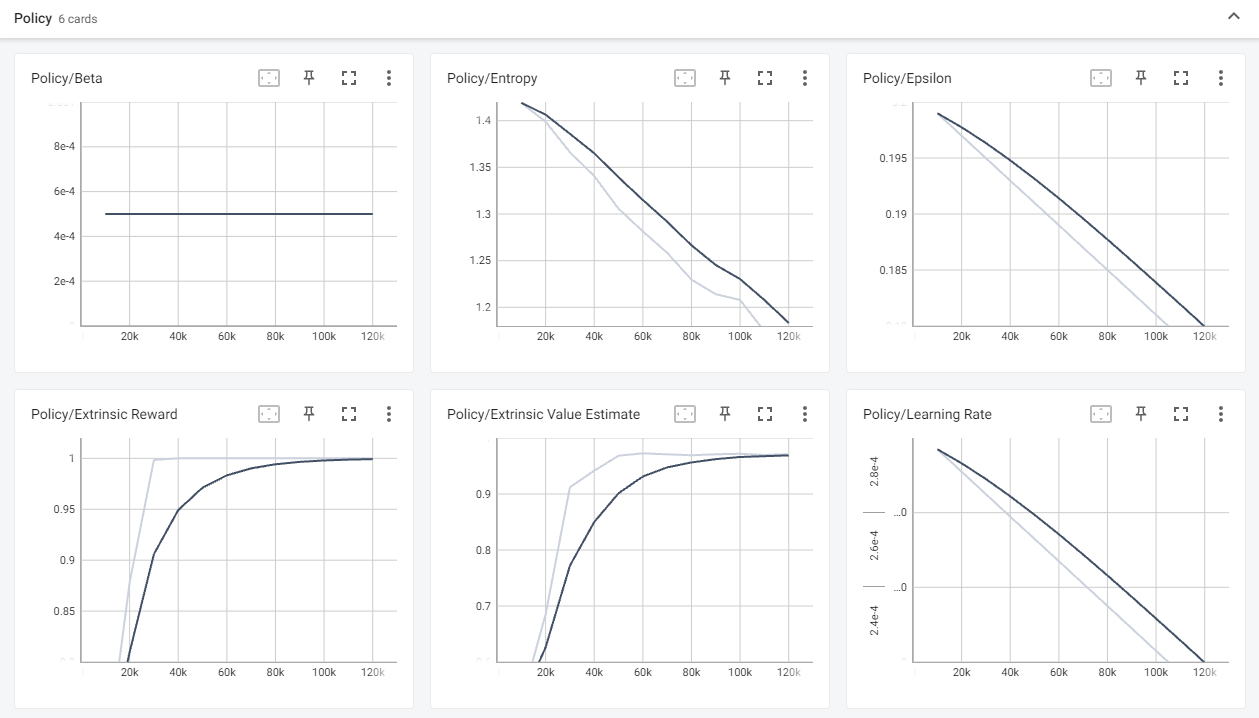 Policy 6 cards
Policy/Beta
8e-4
6e-4
4e-4
2e-4
20k 40k 60k 80k 100k 120k
Policy/Entropy
1.4
1.35
1.3
1.25
1.2
20k 40k 60k 80k 100k 120k
Policy/Epsilon
0.195
0.19
0.185
20k 40k 60k 80k 100k 120k
Policy/Extrinsic Reward
1
0.95
0.9
0.85
20k 40k 60k 80k 100k 120k
Policy/Extrinsic Value Estimate
0.9
0.8
0.7
20k 40k 60k 80k 100k 120k
Policy/Learning Rate
2.8e-4
...0
2.6e-4
...0
2.4e-4
20k 40k 60k 80k 100k 120k